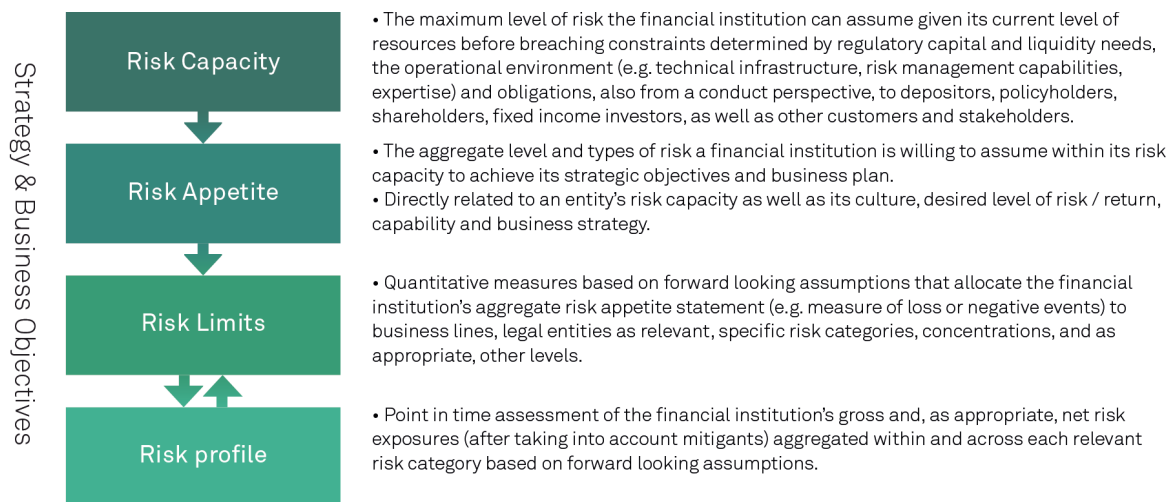 Strategy & Business Objectives
Risk Capacity
• The maximum level of risk the financial institution can assume given its current level of
resources before breaching constraints determined by regulatory capital and liquidity needs,
the operational environment (e.g. technical infrastructure, risk management capabilities,
expertise) and obligations, also from a conduct perspective, to depositors, policyholders,
shareholders, fixed income investors, as well as other customers and stakeholders.
Risk Appetite
• The aggregate level and types of risk a financial institution is willing to assume within its risk
capacity to achieve its strategic objectives and business plan.
• Directly related to an entity’s risk capacity as well as its culture, desired level of risk / return,
capability and business strategy.
Risk Limits
• Quantitative measures based on forward looking assumptions that allocate the financial
institution’s aggregate risk appetite statement (e.g. measure of loss or negative events) to
business lines, legal entities as relevant, specific risk categories, concentrations, and as
appropriate, other levels.
Risk profile
• Point in time assessment of the financial institution’s gross and, as appropriate, net risk
exposures (after taking into account mitigants) aggregated within and across each relevant
risk category based on forward looking assumptions.